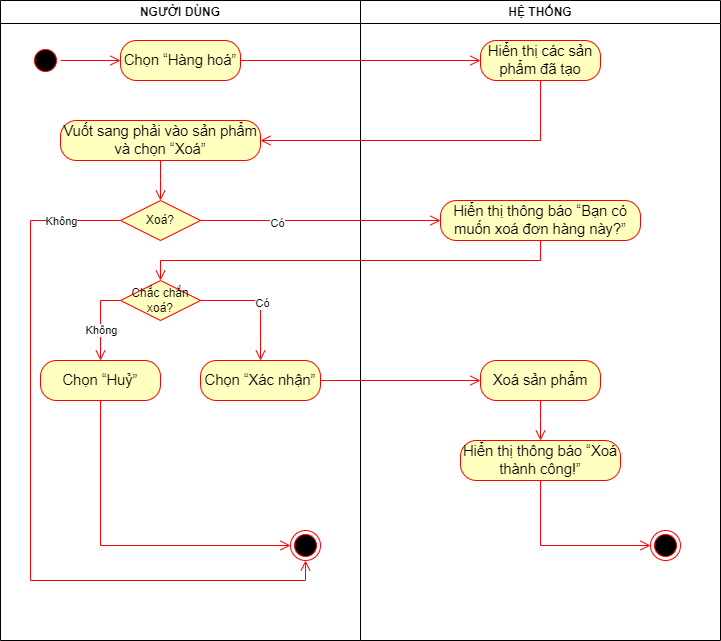 NGƯỜI DÙNG
HỆ THỐNG
Chọn “Hàng hoá”
Hiển thị các sản
phẩm đã tạo
Vuốt sang phải vào sản phẩm
và chọn “Xoá”
Không
Xoá?
Có
Hiển thị thông báo “Bạn có
muốn xoá đơn hàng này?”
Chắc chắn
xoá?
Có
Không
Chọn “Huỷ”
Chọn “Xác nhận”
Xoá sản phẩm
Hiển thị thông báo “Xoá
thành công!”